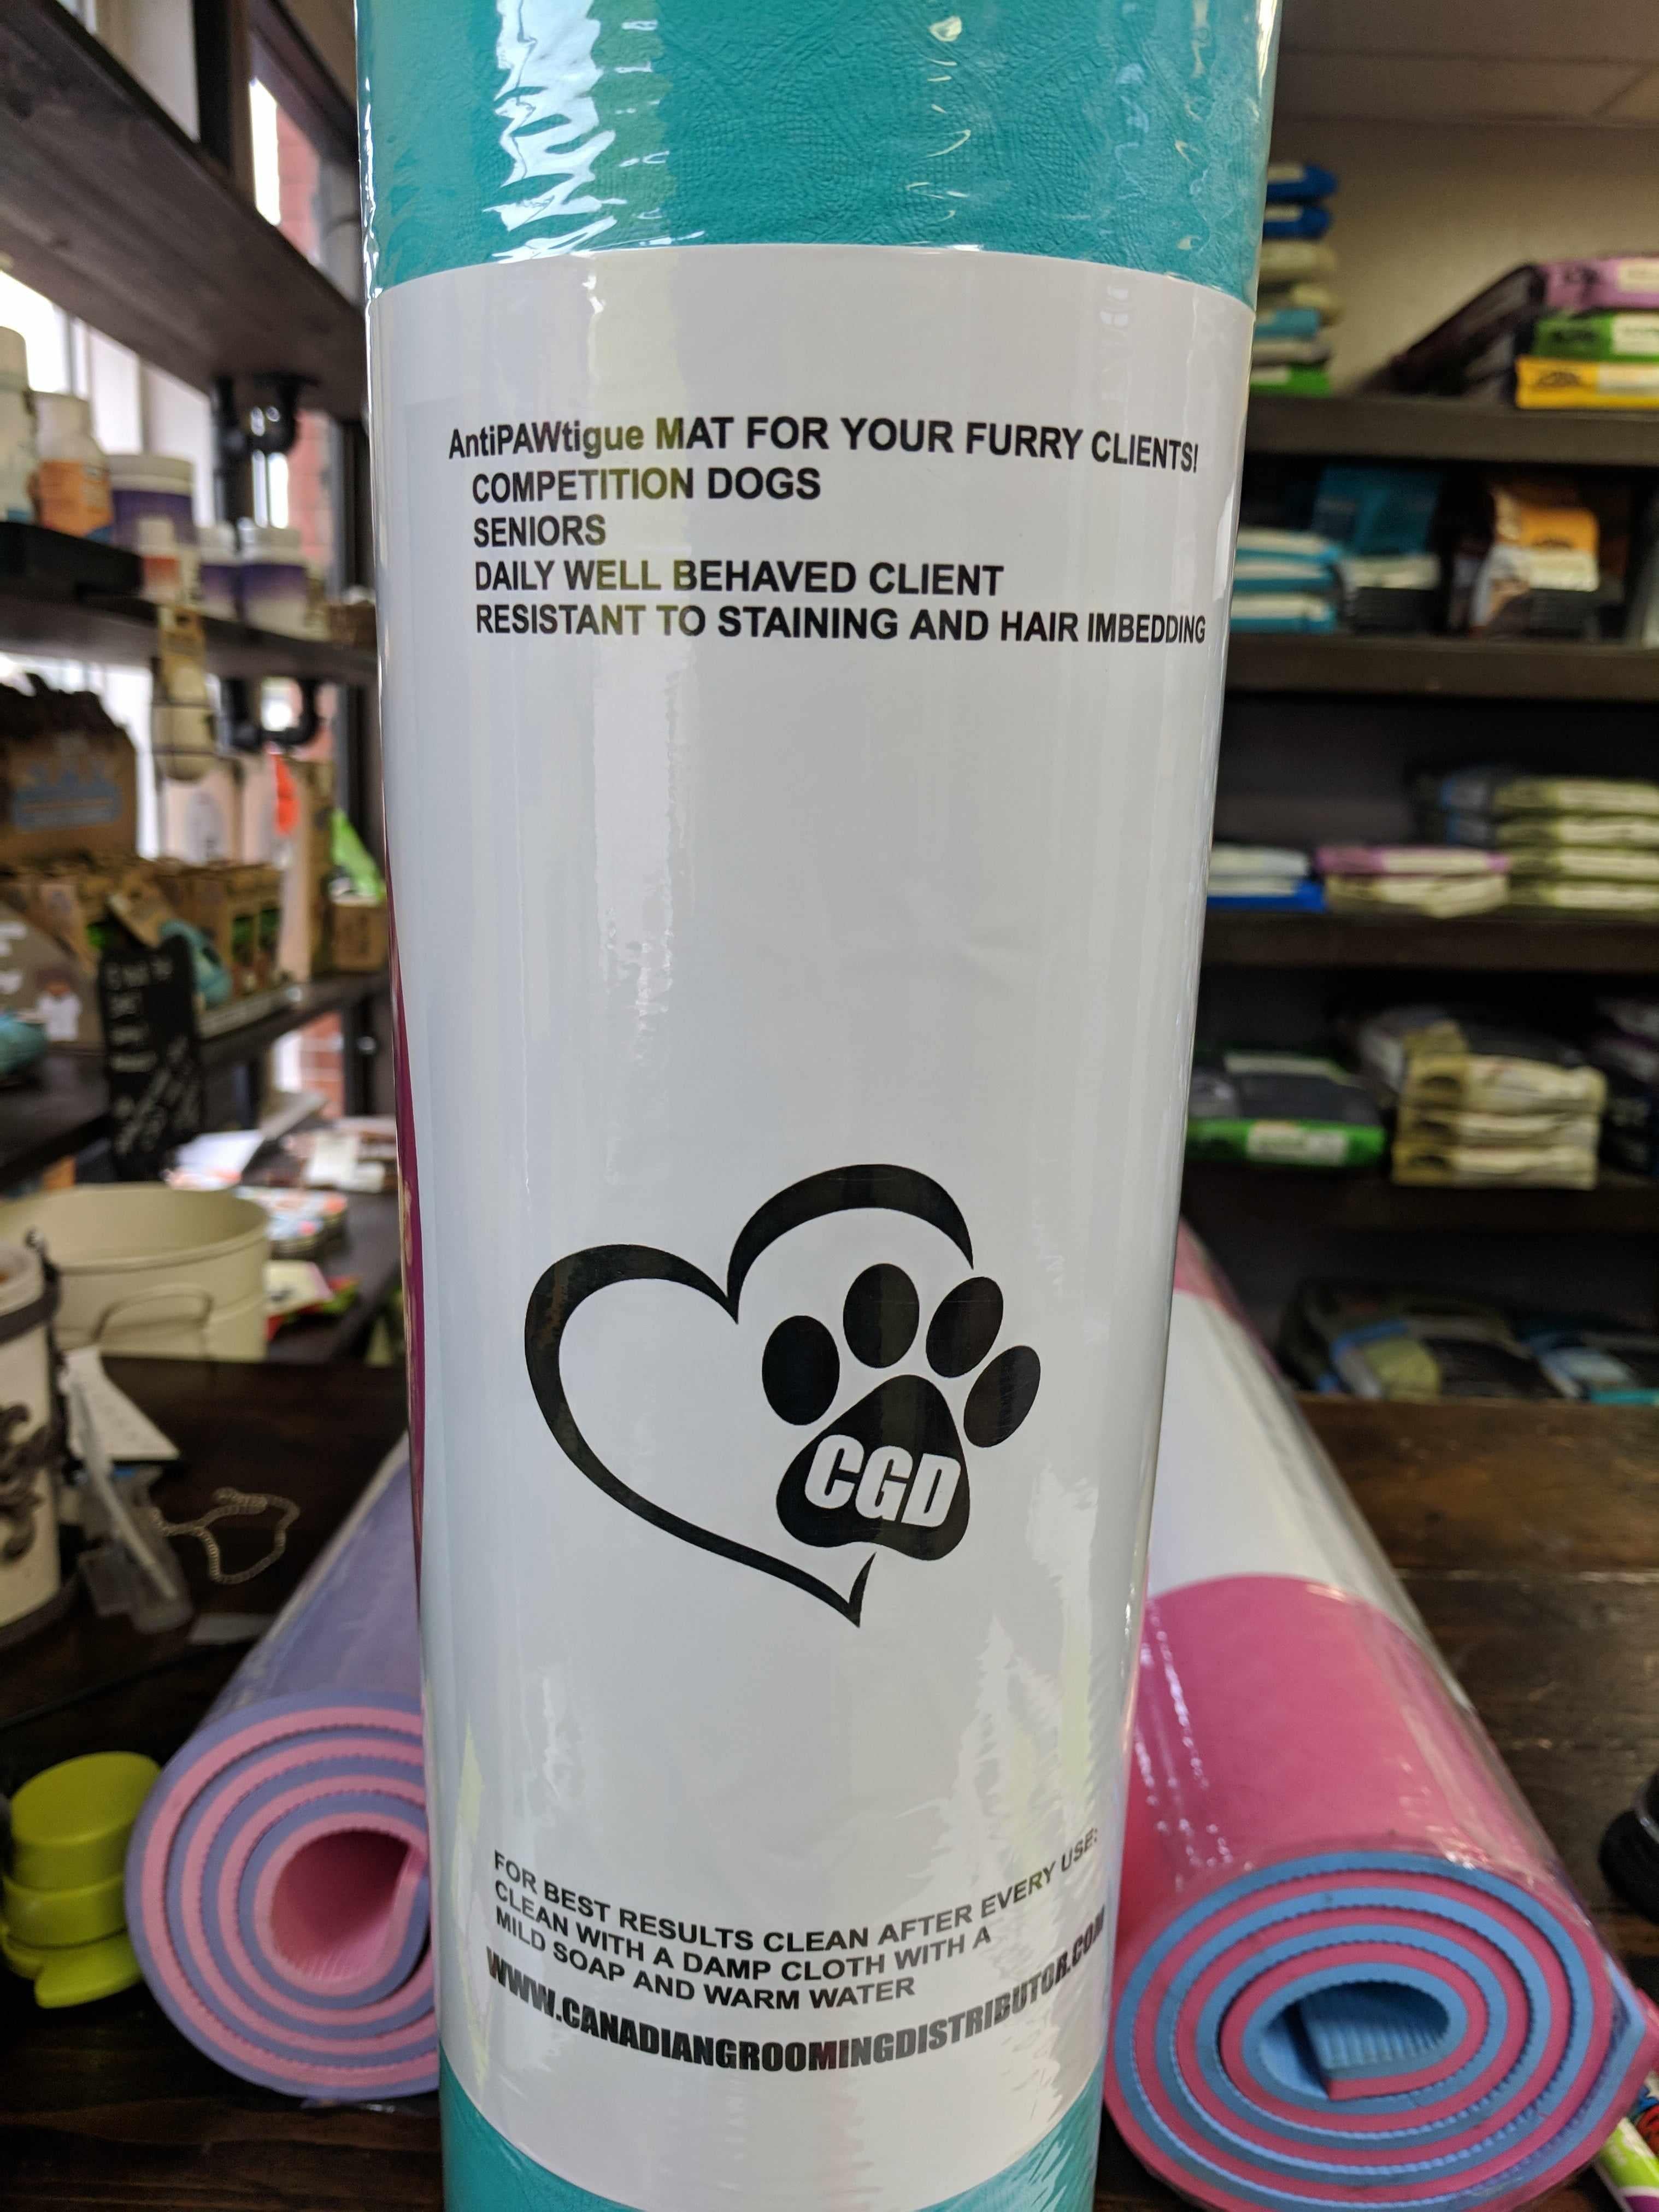 AntiPAWtigue MAT FOR YOUR FURRY CLIENTS!
COMPETITION DOGS
SENIORS
DAILY WELL BEHAVED CLIENT
RESISTANT TO STAINING AND HAIR IMBEDDING
CGD
FOR BEST RESULTS CLEAN AFTER EVERY USE:
CLEAN WITH A DAMP CLOTH WITH A
MILD SOAP AND WARM WATER
WWW.CANADIANGROOMINGDISTRIBUTOR.COM